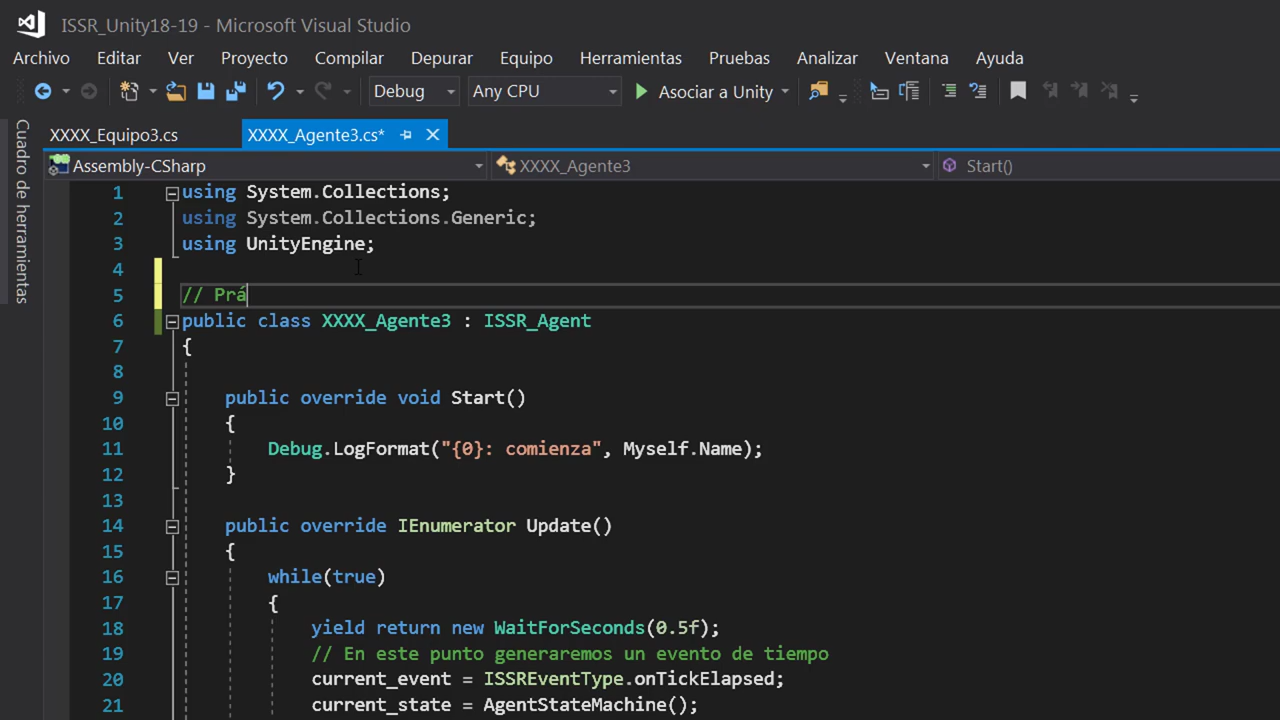 ISSR_Unity18-19 - Microsoft Visual Studio
Archivo Editar Ver Proyecto Compilar Depurar Equipo Herramientas Pruebas Analizar Ventana Ayuda
Debug Any CPU Asociar a Unity
Cuadro de herramientas
XXXX_Equipo3.cs XXXX_Agente3.cs*
Assembly-CSharp XXXX_Agente3 Start()
1 using System.Collections;
2 using System.Collections.Generic;
3 using UnityEngine;
4
5 // Prá
6 public class XXXX_Agente3 : ISSR_Agent
7 {
8
9 public override void Start()
10 {
11 Debug.LogFormat("{0}: comienza", Myself.Name);
12 }
13
14 public override IEnumerator Update()
15 {
16 while(true)
17 {
18 yield return new WaitForSeconds(0.5f);
19 // En este punto generaremos un evento de tiempo
20 current_event = ISSREventType.onTickElapsed;
21 current_state = AgentStateMachine();